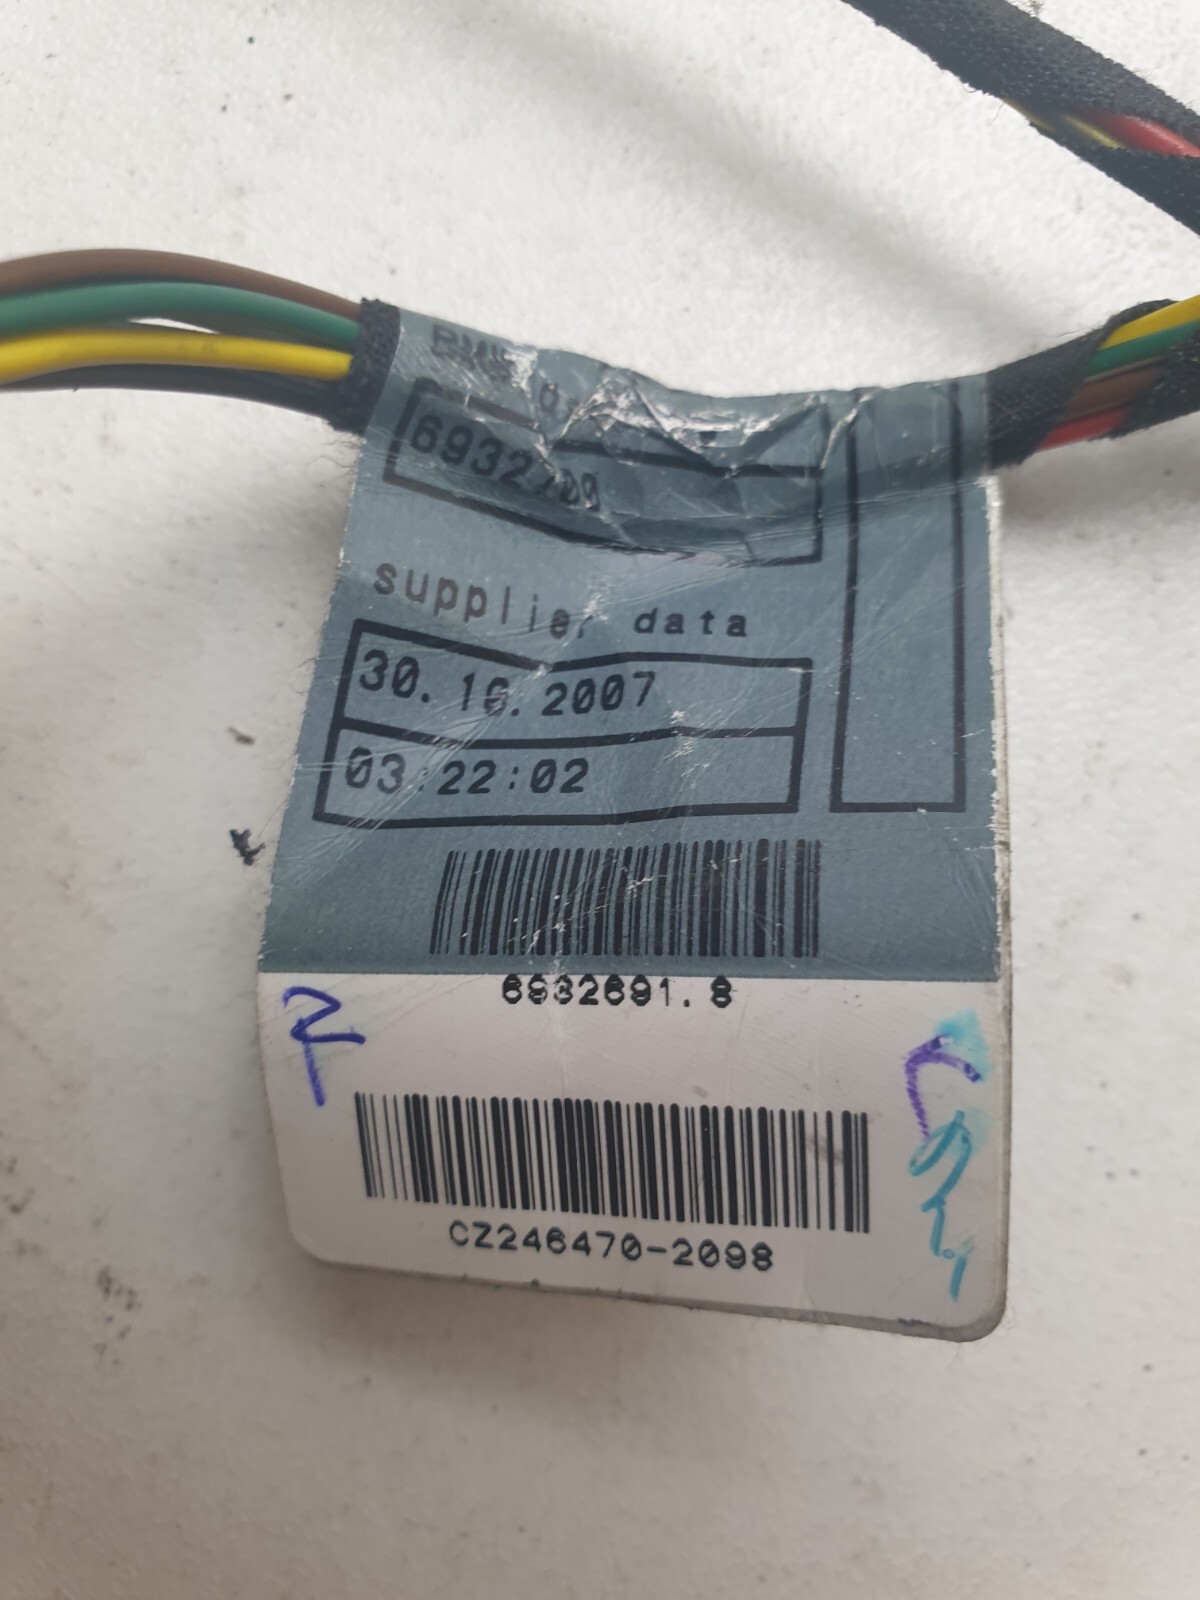 supplier data
30.10.2007
03:22:02
6932691.8
CZ246470-2098